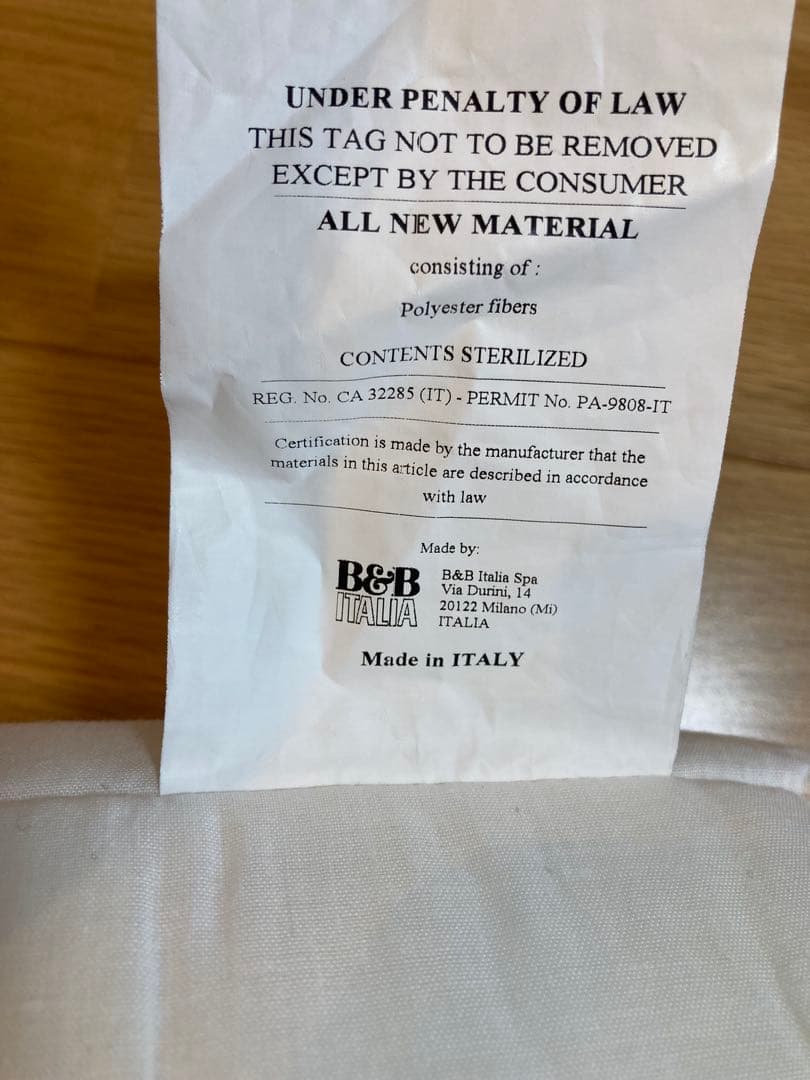 UNDER PENALTY OF LAW
THIS TAG NOT TO BE REMOVED
EXCEPT BY THE CONSUMER
ALL NEW MATERIAL
consisting of :
Polyester fibers
CONTENTS STERILIZED
REG. No. CA 32285 (IT) - PERMIT No. PA-9808-IT
Certification is made by the manufacturer that the
materials in this article are described in accordance
with law
Made by:
B&B
ITALIA
B&B Italia Spa
Via Durini, 14
20122 Milano (Mi)
ITALIA
Made in ITALY